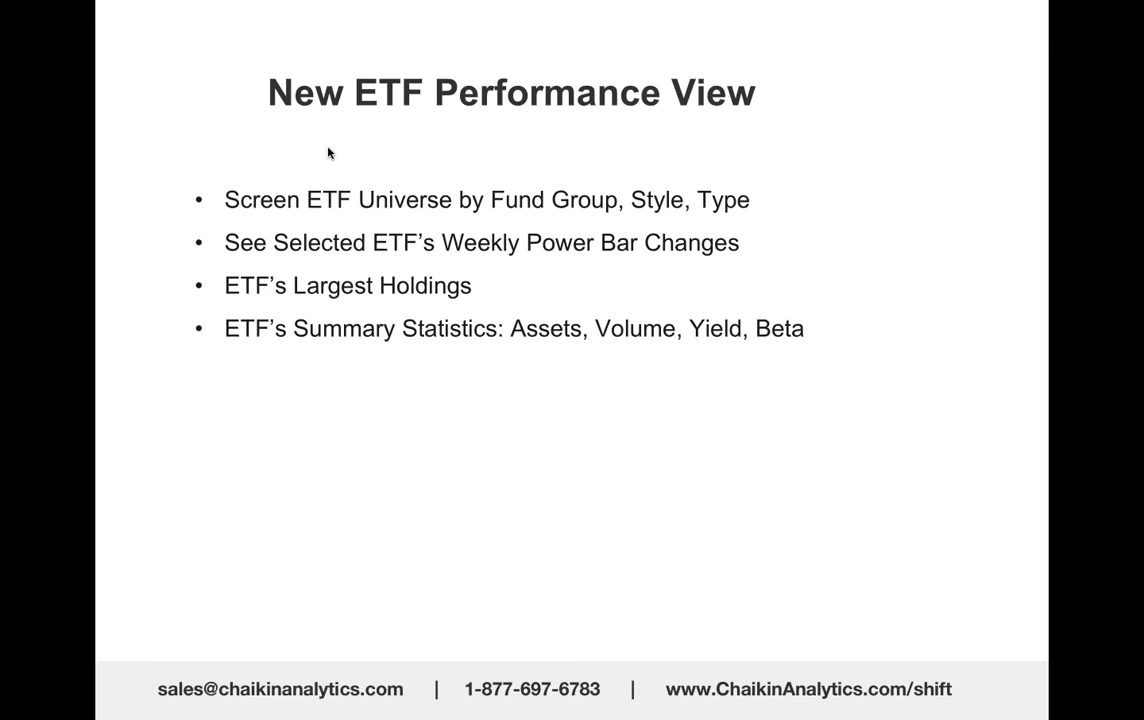 New ETF Performance View
• Screen ETF Universe by Fund Group, Style, Type
• See Selected ETF’s Weekly Power Bar Changes
• ETF’s Largest Holdings
• ETF’s Summary Statistics: Assets, Volume, Yield, Beta
sales@chaikinanalytics.com | 1-877-697-6783 | www.ChaikinAnalytics.com/shift